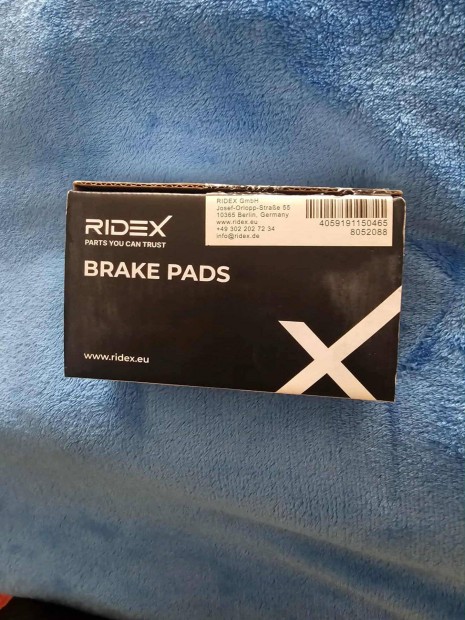 RIDEX
PARTS YOU CAN TRUST
BRAKE PADS
www.ridex.eu
RIDEX GmbH
Josef-Orlopp-Straße 55
10365 Berlin, Germany
www.ridex.eu
+49 302 202 72 34
info@ridex.de
4059191150465
8052088